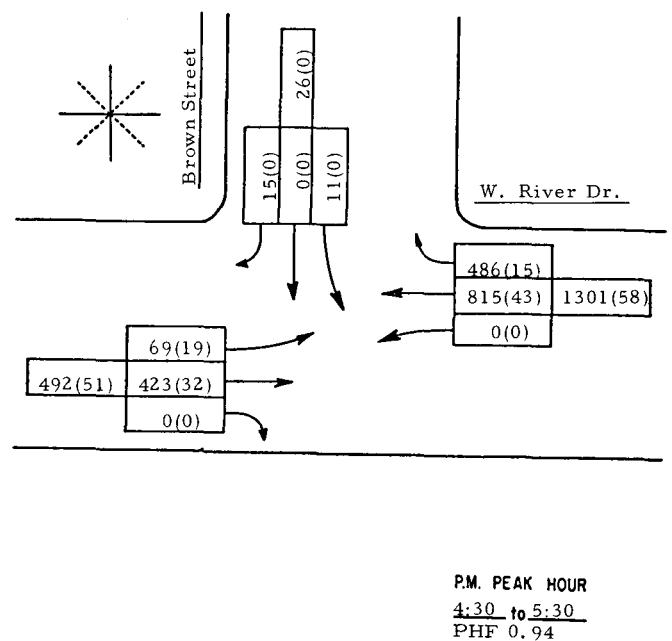 Brown Street
26(0)
15(0)
0(0)
11(0)
W. River Dr.
486(15)
815(43) 1301(58)
0(0)
69(19)
492(51) 423(32)
0(0)
P.M. PEAK HOUR
4:30 to 5:30
PHF 0.94